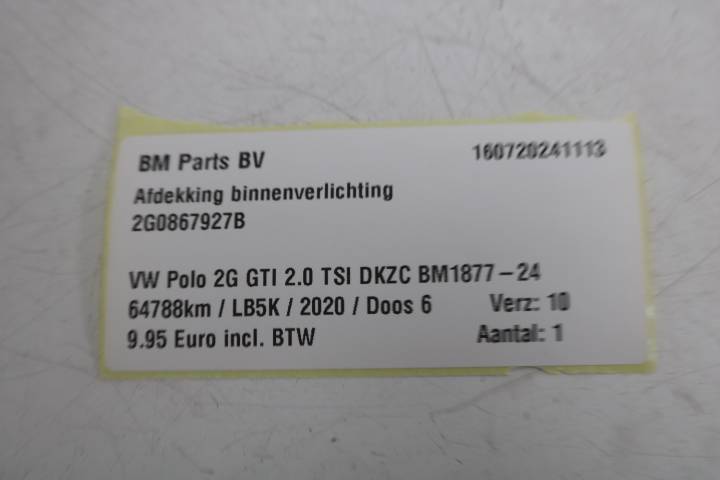 BM Parts BV 160720241113
Afdekking binnenverlichting
2G0867927B
VW Polo 2G GTI 2.0 TSI DKZC BM1877-24
64788km / LB5K / 2020 / Doos 6 Verz: 10
9.95 Euro incl. BTW Aantal: 1